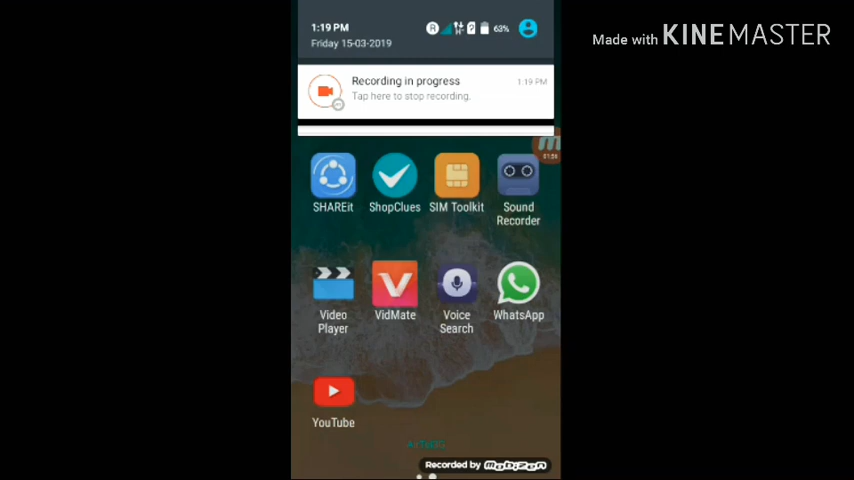 1:19 PM
Friday 15-03-2019
R
63%
Made with KINEMASTER
Recording in progress
1:19 PM
Tap here to stop recording.
01:56
SHAREit
ShopClues
SIM Toolkit
Sound
Recorder
Video
Player
VidMate
Voice
Search
WhatsApp
YouTube
Recorded by mobizen